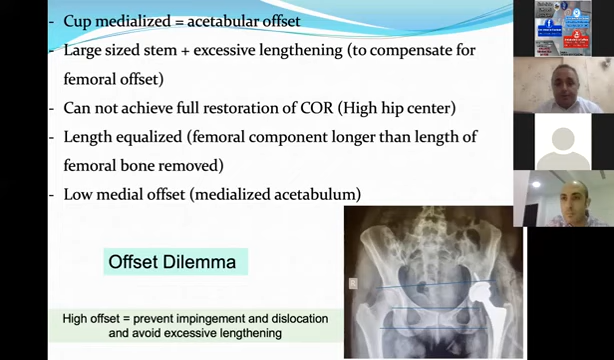 - Cup medialized = acetabular offset
- Large sized stem + excessive lengthening (to compensate for
femoral offset)
- Can not achieve full restoration of COR (High hip center)
- Length equalized (femoral component longer than length of
femoral bone removed)
- Low medial offset (medialized acetabulum)
Offset Dilemma
High offset = prevent impingement and dislocation
and avoid excessive lengthening